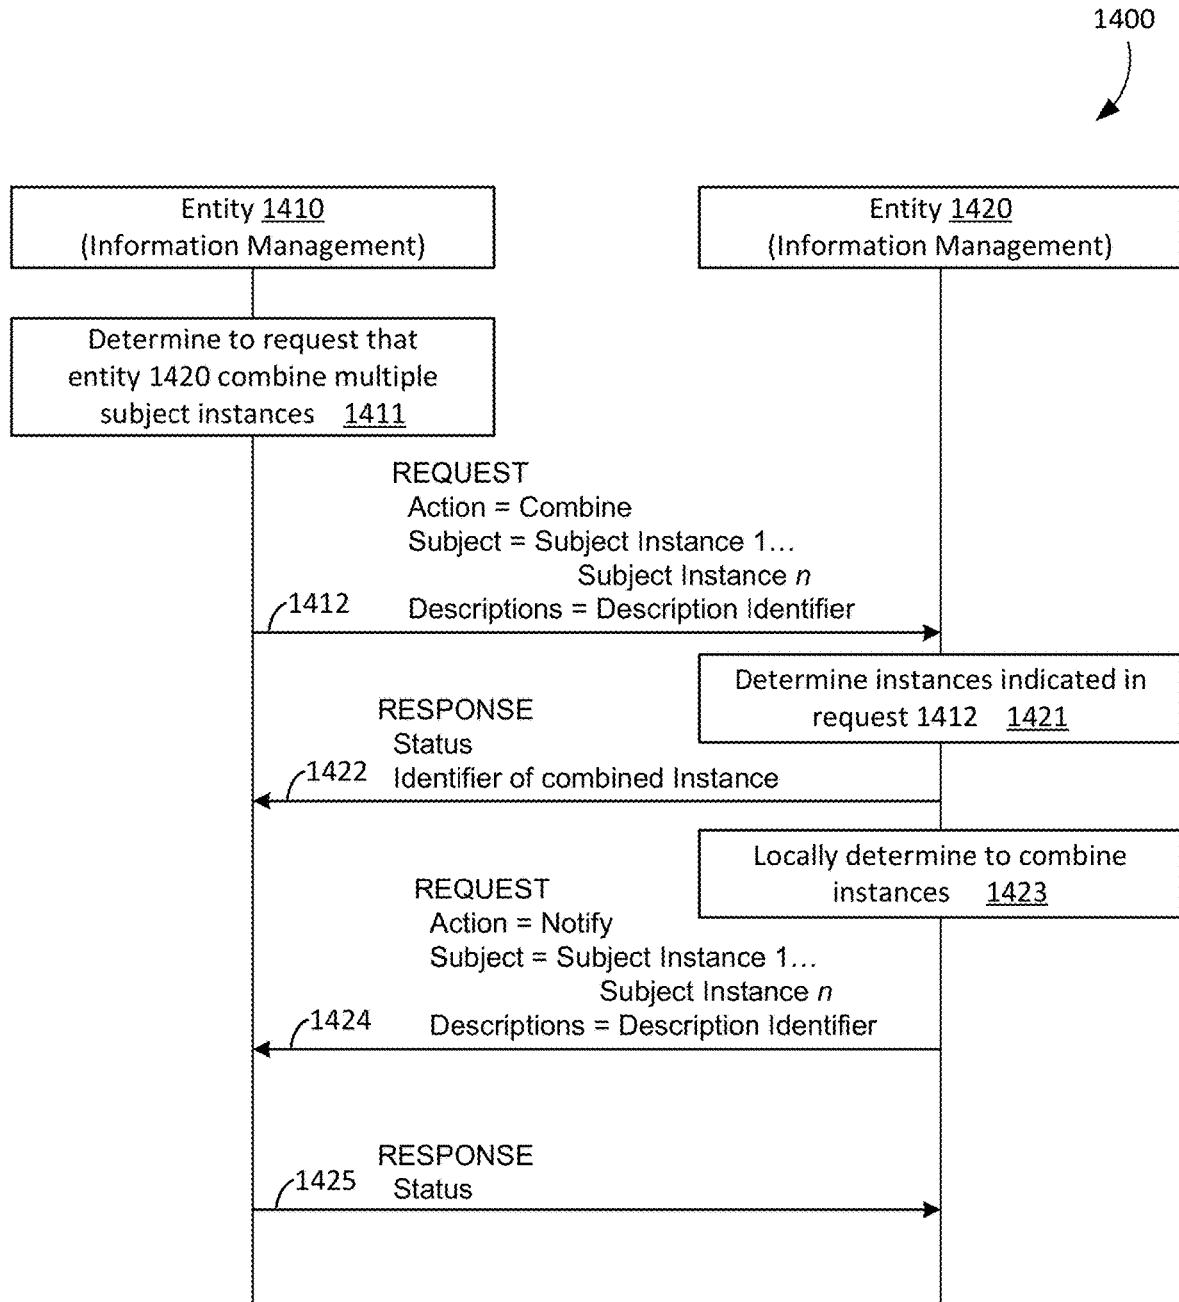 1400
Entity 1410
(Information Management)
Entity 1420
(Information Management)
Determine to request that
entity 1420 combine multiple
subject instances 1411
REQUEST
Action = Combine
Subject = Subject Instance 1...
Subject Instance n
Descriptions = Description Identifier
1412
Determine instances indicated in
request 1412 1421
RESPONSE
Status
Identifier of combined Instance
1422
Locally determine to combine
instances 1423
REQUEST
Action = Notify
Subject = Subject Instance 1...
Subject Instance n
Descriptions = Description Identifier
1424
RESPONSE
Status
1425